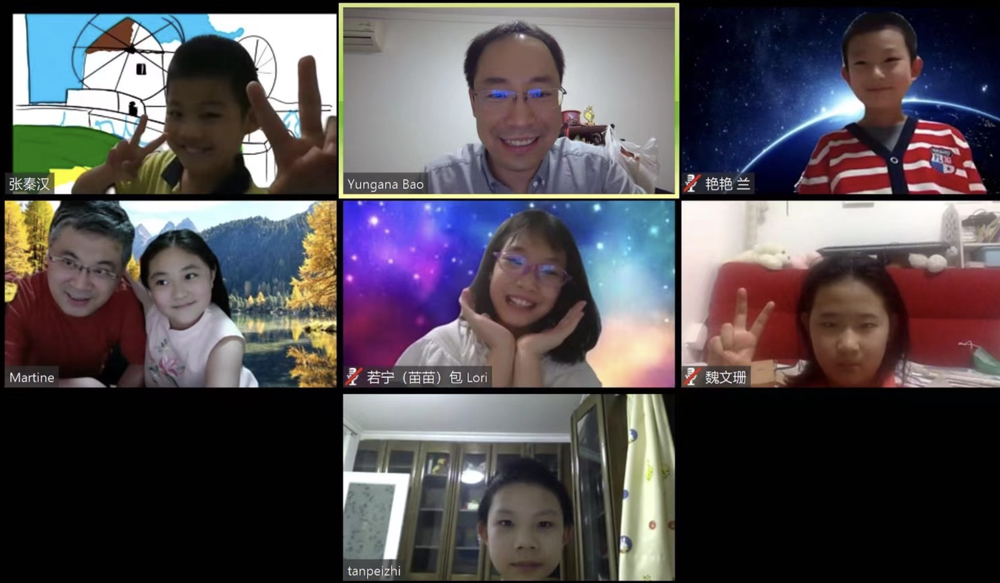 张秦汉
Yungana Bao
艳艳 兰
Martine
若宁（苗苗）包 Lori
魏文珊
tanpeizhi